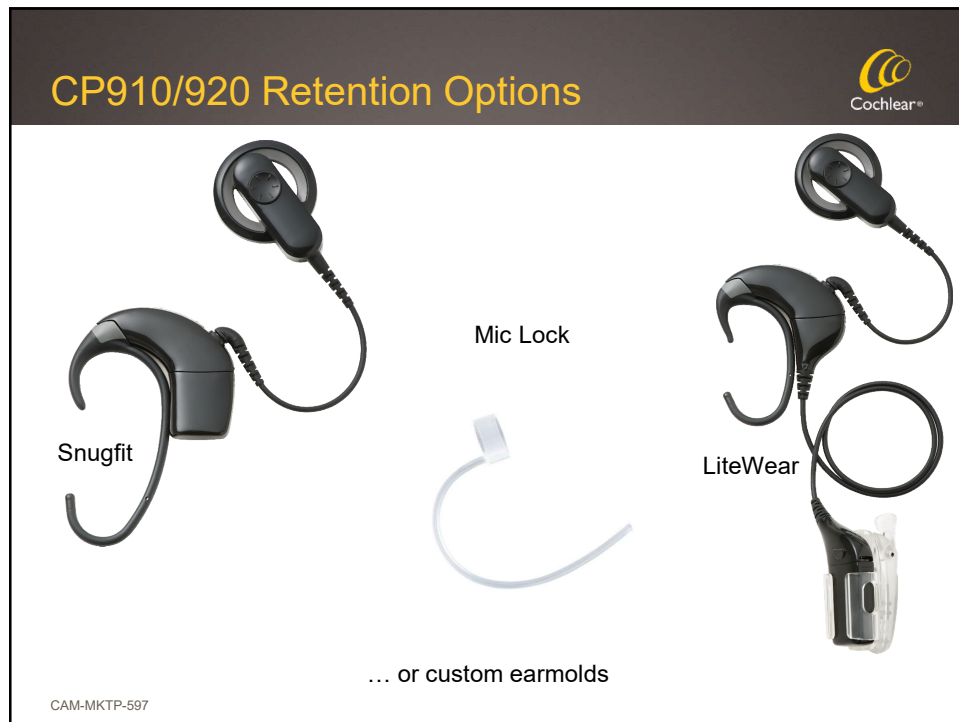 CP910/920 Retention Options
Cochlear®
Mic Lock
Snugfit
LiteWear
… or custom earmolds
CAM-MKTP-597